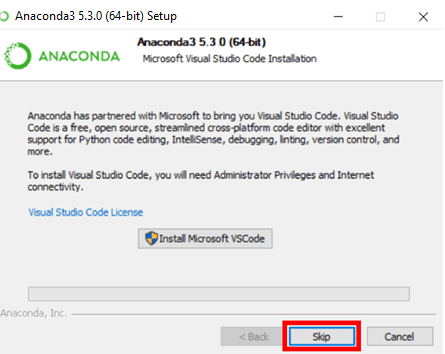 Anaconda3 5.3.0 (64-bit) Setup
Anaconda3 5.3.0 (64-bit)
Microsoft Visual Studio Code Installation
ANACONDA
Anaconda has partnered with Microsoft to bring you Visual Studio Code. Visual Studio
Code is a free, open source, streamlined cross-platform code editor with excellent
support for Python code editing, IntelliSense, debugging, linting, version control, and
more.
To install Visual Studio Code, you will need Administrator Privileges and Internet
connectivity.
Visual Studio Code License
Install Microsoft VSCode
Anaconda, Inc.
< Back
Skip
Cancel